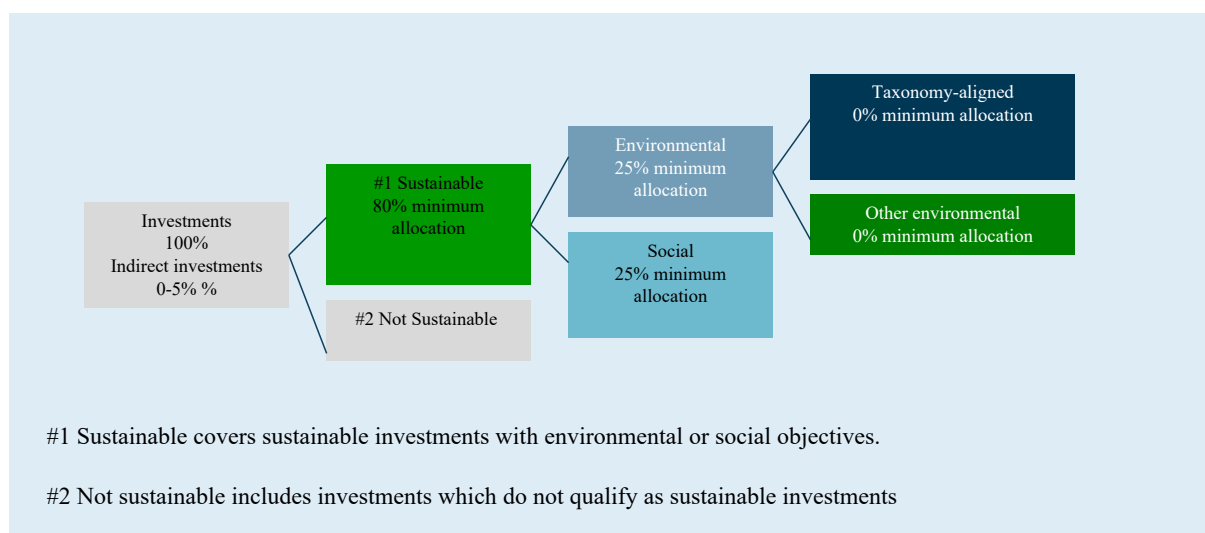 Investments
100%
Indirect investments
0-5% %
#1 Sustainable
80% minimum
allocation
#2 Not Sustainable
Environmental
25% minimum
allocation
Social
25% minimum
allocation
Taxonomy-aligned
0% minimum allocation
Other environmental
0% minimum allocation
#1 Sustainable covers sustainable investments with environmental or social objectives.
#2 Not sustainable includes investments which do not qualify as sustainable investments